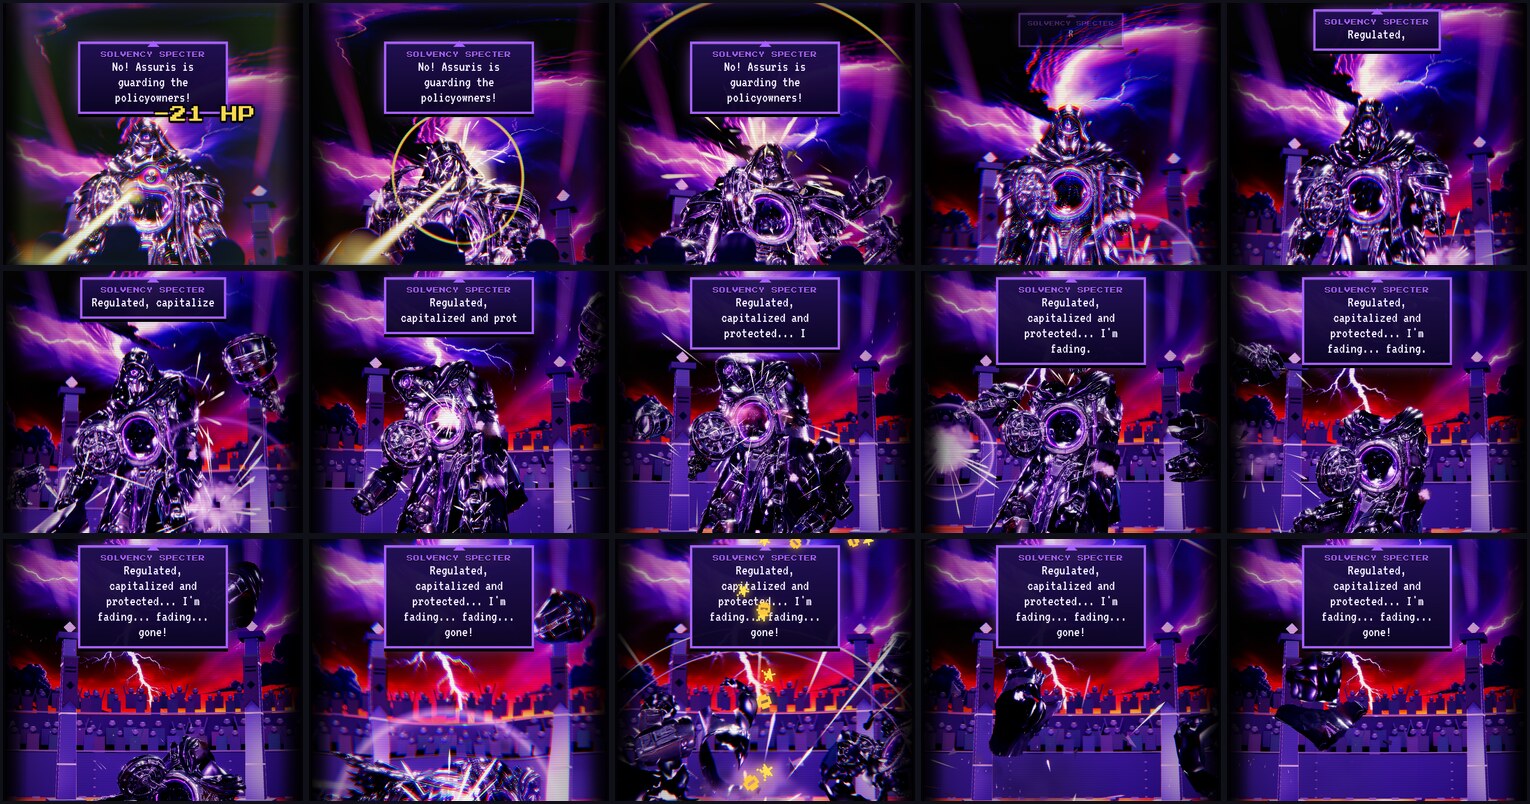 SOLVENCY SPECTER
No! Assuris is
guarding the
policyowners!
-21 HP
SOLVENCY SPECTER
No! Assuris is
guarding the
policyowners!
SOLVENCY SPECTER
No! Assuris is
guarding the
policyowners!
SOLVENCY SPECTER
R
SOLVENCY SPECTER
Regulated,
SOLVENCY SPECTER
Regulated, capitalize
SOLVENCY SPECTER
Regulated,
capitalized and prot
SOLVENCY SPECTER
Regulated,
capitalized and
protected... I
SOLVENCY SPECTER
Regulated,
capitalized and
protected... I'm
fading.
SOLVENCY SPECTER
Regulated,
capitalized and
protected... I'm
fading... fading.
SOLVENCY SPECTER
Regulated,
capitalized and
protected... I'm
fading... fading...
gone!
SOLVENCY SPECTER
Regulated,
capitalized and
protected... I'm
fading... fading...
gone!
SOLVENCY SPECTER
Regulated,
capitalized and
protected... I'm
fading... fading...
gone!
SOLVENCY SPECTER
Regulated,
capitalized and
protected... I'm
fading... fading...
gone!
SOLVENCY SPECTER
Regulated,
capitalized and
protected... I'm
fading... fading...
gone!